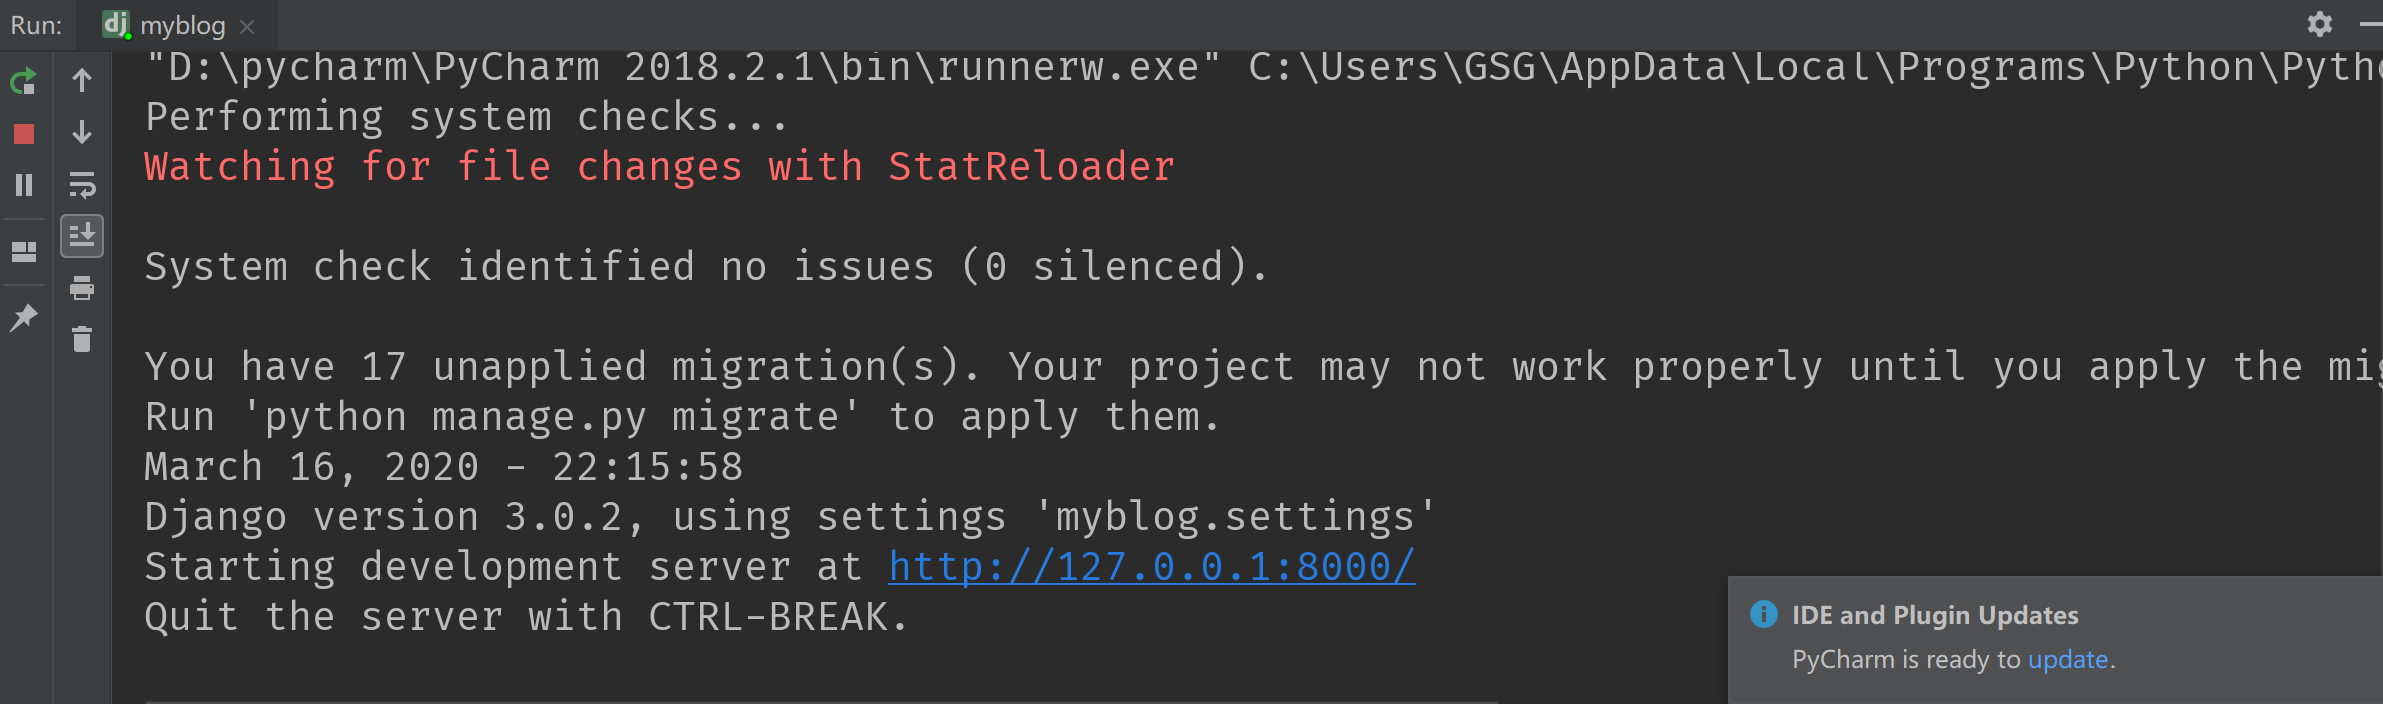 Run: dj myblog
"D:\pycharm\PyCharm 2018.2.1\bin\runnerw.exe" C:\Users\GSG\AppData\Local\Programs\Python\
Performing system checks...
Watching for file changes with StatReloader
System check identified no issues (0 silenced).
You have 17 unapplied migration(s). Your project may not work properly until you apply the
Run 'python manage.py migrate' to apply them.
March 16, 2020 - 22:15:58
Django version 3.0.2, using settings 'myblog.settings'
Starting development server at http://127.0.0.1:8000/
Quit the server with CTRL-BREAK.
IDE and Plugin Updates
PyCharm is ready to update.